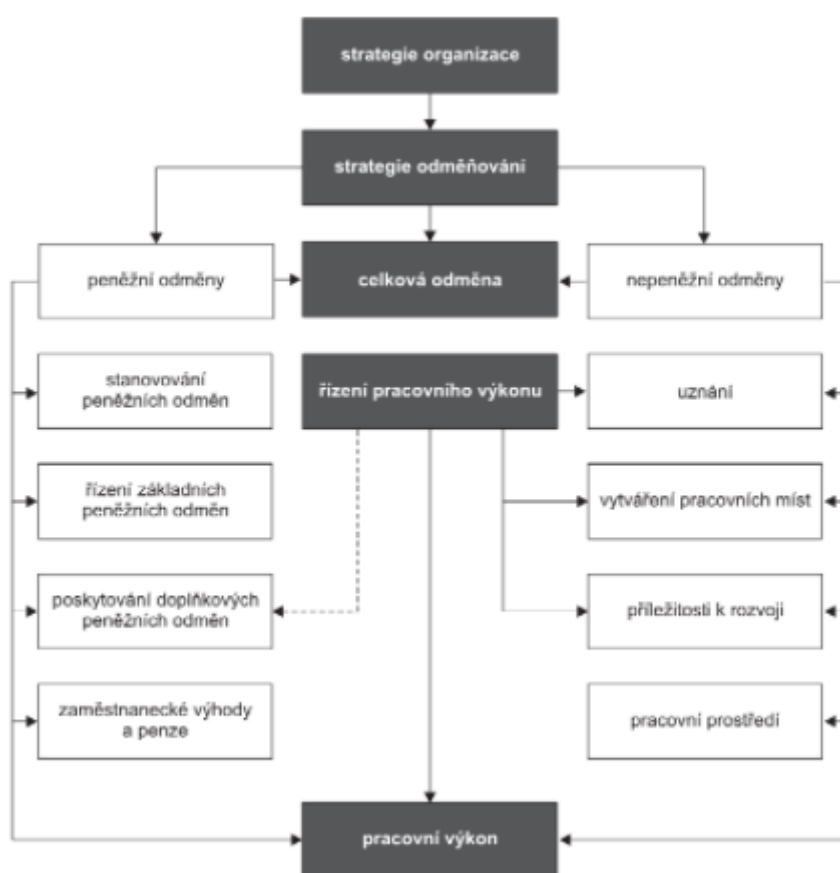 strategie organizace
strategie odměňování
peněžní odměny
celková odměna
nepeněžní odměny
stanovování
peněžních odměn
řízení pracovního výkonu
uznání
řízení základních
peněžních odměn
vytváření pracovních míst
poskytování doplňkových
peněžních odměn
příležitosti k rozvoji
zaměstnanecké výhody
a penze
pracovní prostředí
pracovní výkon